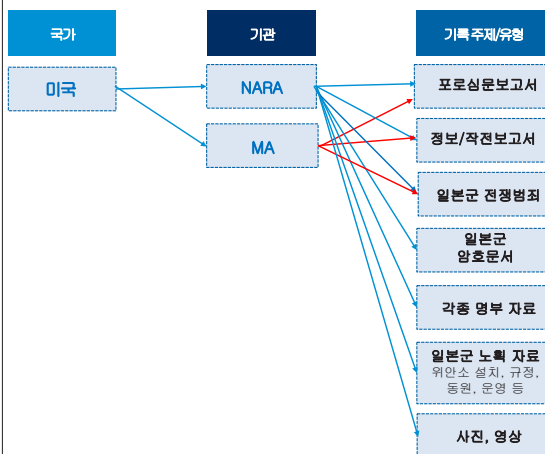 국가
기관
기록 주제/유형
미국
NARA
MA
포로심문보고서
정보/작전보고서
일본군 전쟁범죄
일본군
암호문서
각종 명부 자료
일본군 노획 자료
위안소 설치, 규정,
동원, 운영 등
사진, 영상